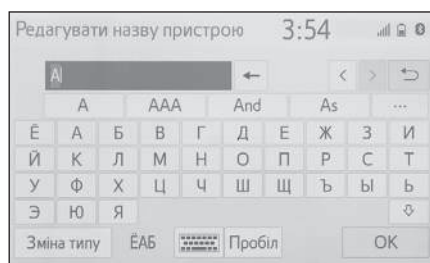 Редагувати назву пристрою 3:54
A
A AAA And As ...
Ё А Б В Г Д Е Ж З И
Й К Л М Н О П Р С Т
У Ф Х Ц Ч Ш Щ Ъ Ы Ь
Э Ю Я
Зміна типу ЁАБ Пробіл OK